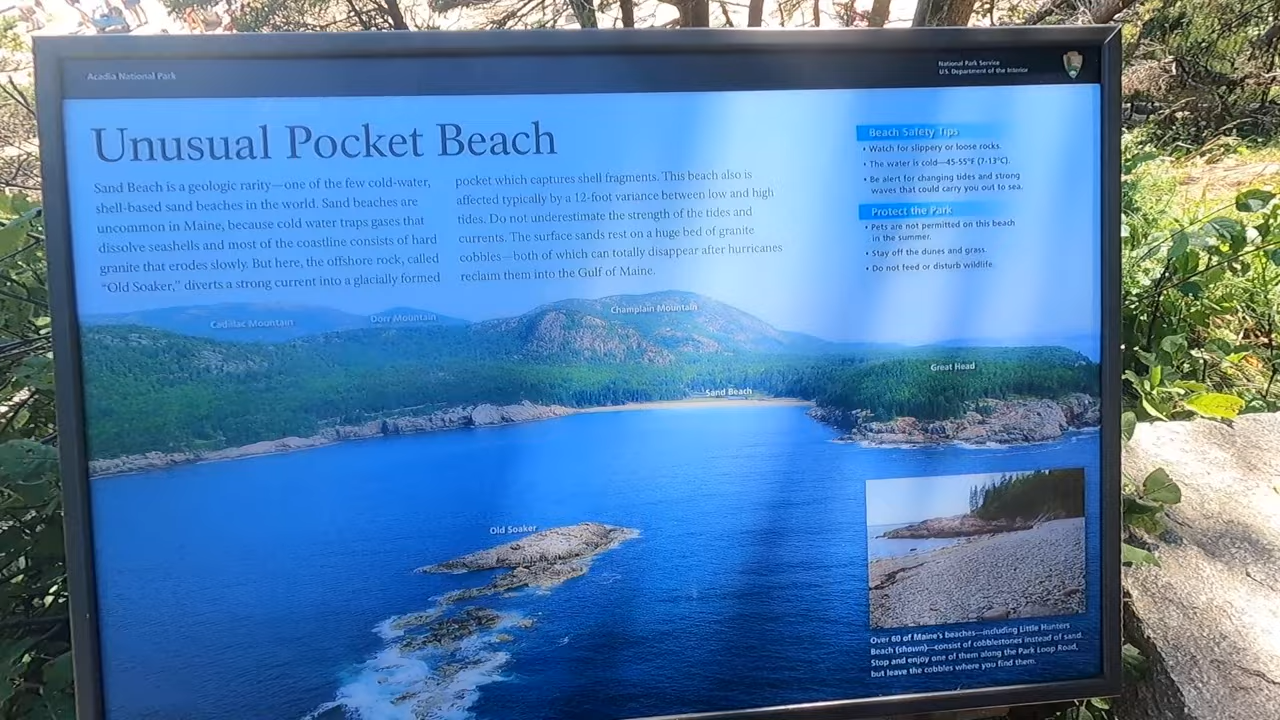 Acadia National Park
National Park Service
U.S. Department of the Interior
Unusual Pocket Beach
Sand Beach is a geologic rarity—one of the few cold-water,
shell-based sand beaches in the world. Sand beaches are
uncommon in Maine, because cold water traps gases that
dissolve seashells and most of the coastline consists of hard
granite that erodes slowly. But here, the offshore rock, called
“Old Soaker,” diverts a strong current into a glacially formed
pocket which captures shell fragments. This beach also is
affected typically by a 12-foot variance between low and high
tides. Do not underestimate the strength of the tides and
currents. The surface sands rest on a huge bed of granite
cobbles—both of which can totally disappear after hurricanes
reclaim them into the Gulf of Maine.
Beach Safety Tips
• Watch for slippery or loose rocks.
• The water is cold—45-55°F (7-13°C).
• Be alert for changing tides and strong
waves that could carry you out to sea.
Protect the Park
• Pets are not permitted on this beach
in the summer.
• Stay off the dunes and grass.
• Do not feed or disturb wildlife.
Cadillac Mountain
Dorr Mountain
Champlain Mountain
Great Head
Sand Beach
Old Soaker
Over 60 of Maine's beaches—including Little Hunters
Beach (shown)—consist of cobblestones instead of sand.
Stop and enjoy one of them along the Park Loop Road,
but leave the cobbles where you find them.